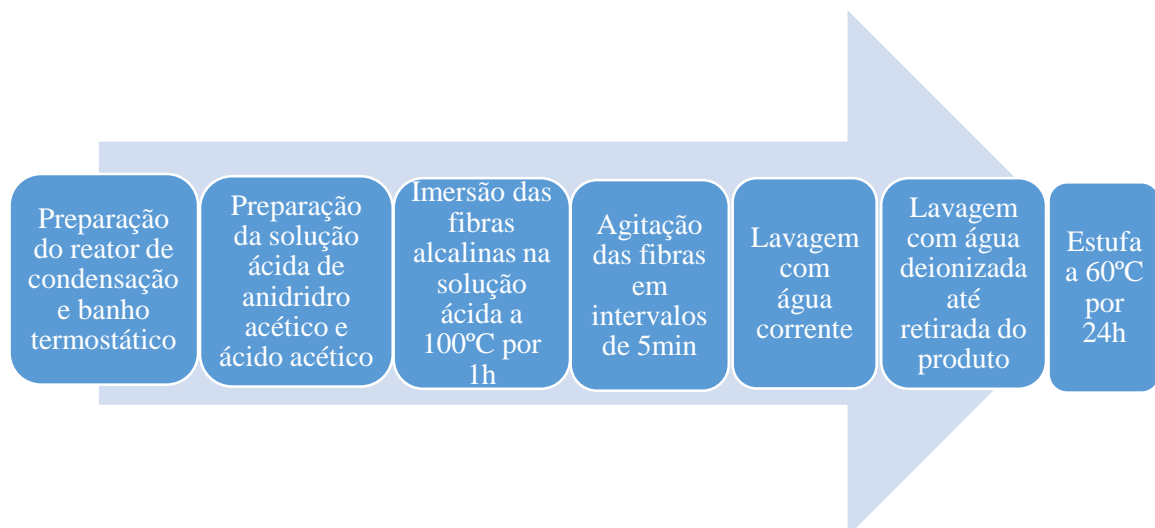 Preparação
do reator de
condensação
e banho
termostático
Preparação
da solução
ácida de
anidridro
acético e
ácido acético
Imersão das
fibras
alcalinas na
solução
ácida a
100ºC por
1h
Agitação
das fibras
em
intervalos
de 5min
Lavagem
com
água
corrente
Lavagem
com água
deionizada
até
retirada do
produto
Estufa
a 60ºC
por
24h